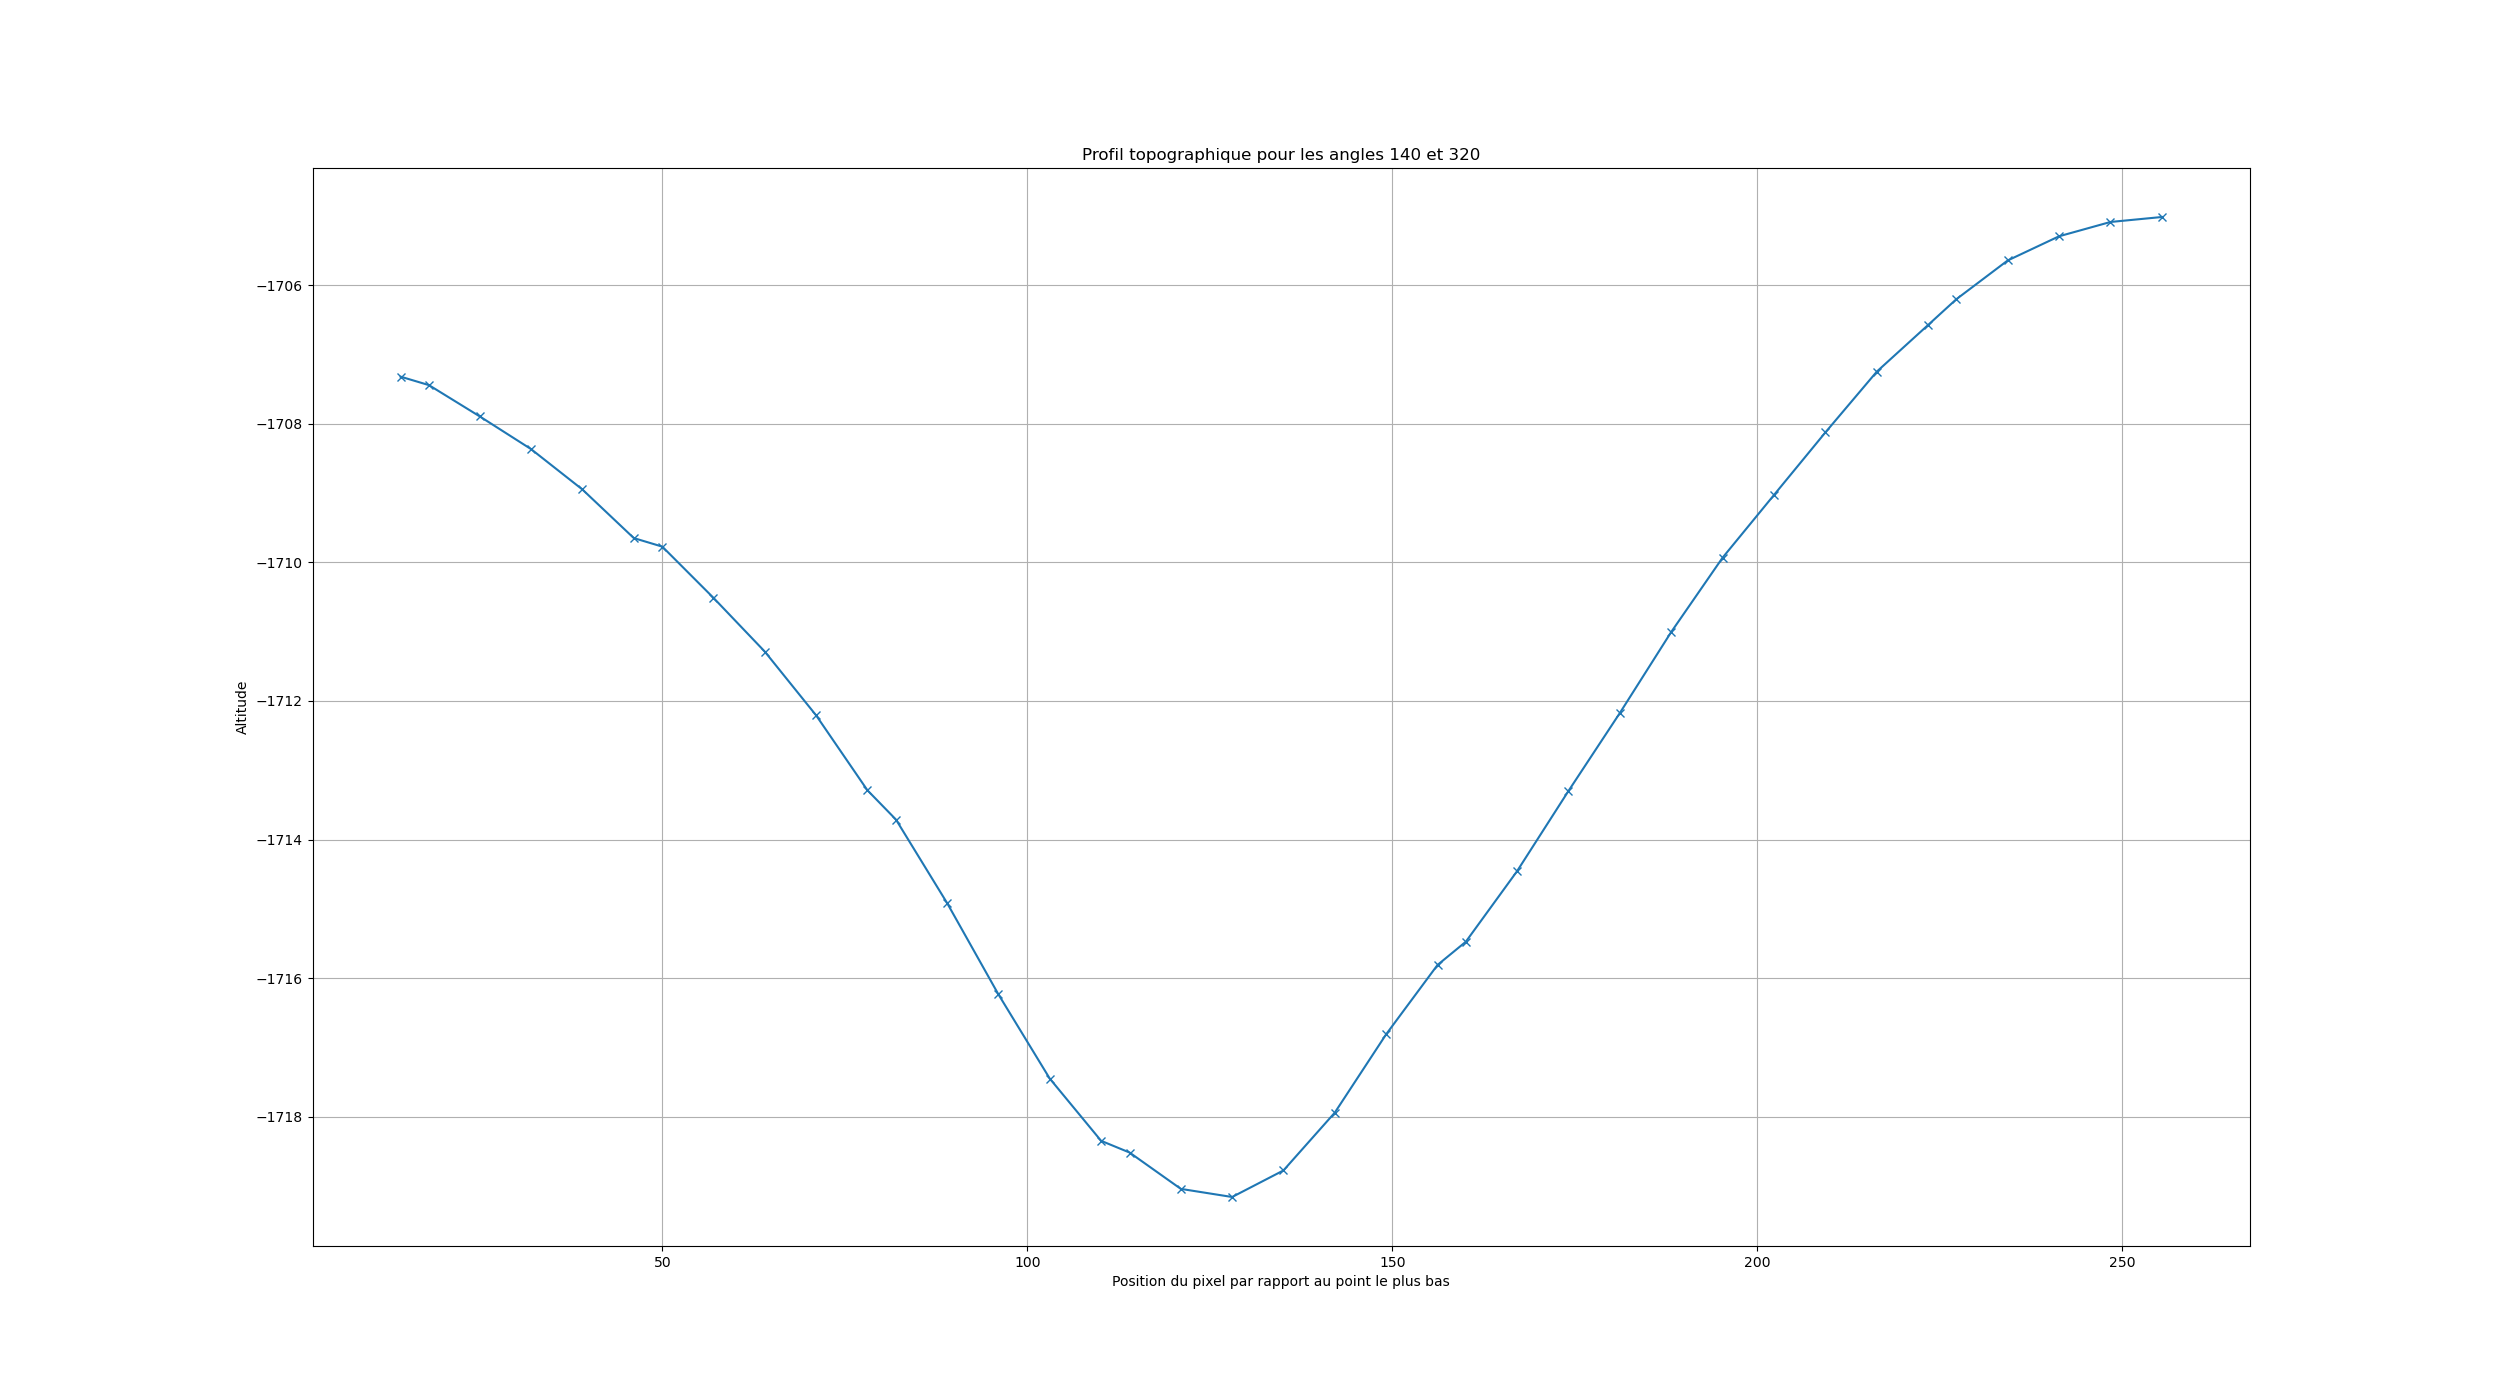 Profil topographique pour les angles 140 et 320
−1706
−1708
−1710
−1712
−1714
−1716
−1718
Altitude
50 100 150 200 250
Position du pixel par rapport au point le plus bas